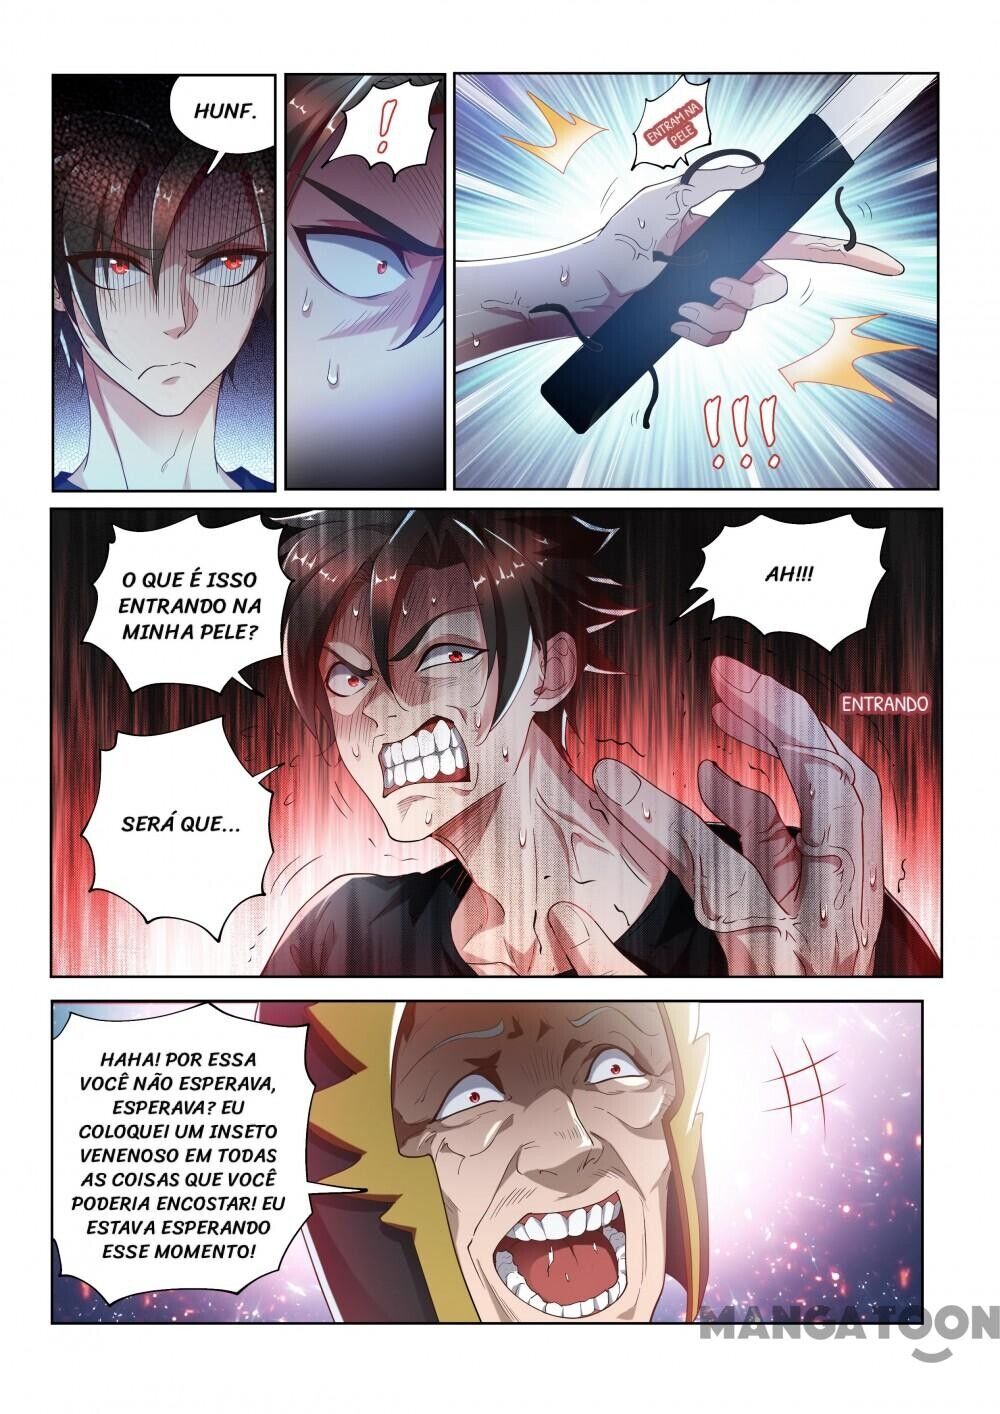 HUNF.
!
ENTRAM NA
PELE
!!!
O QUE É ISSO
ENTRANDO NA
MINHA PELE?
AH!!!
ENTRANDO
SERÁ QUE...
HAHA! POR ESSA
VOCÊ NÃO ESPERAVA,
ESPERAVA? EU
COLOQUEI UM INSETO
VENENOSO EM TODAS
AS COISAS QUE VOCÊ
PODERIA ENCOSTAR! EU
ESTAVA ESPERANDO
ESSE MOMENTO!
MANGATOON